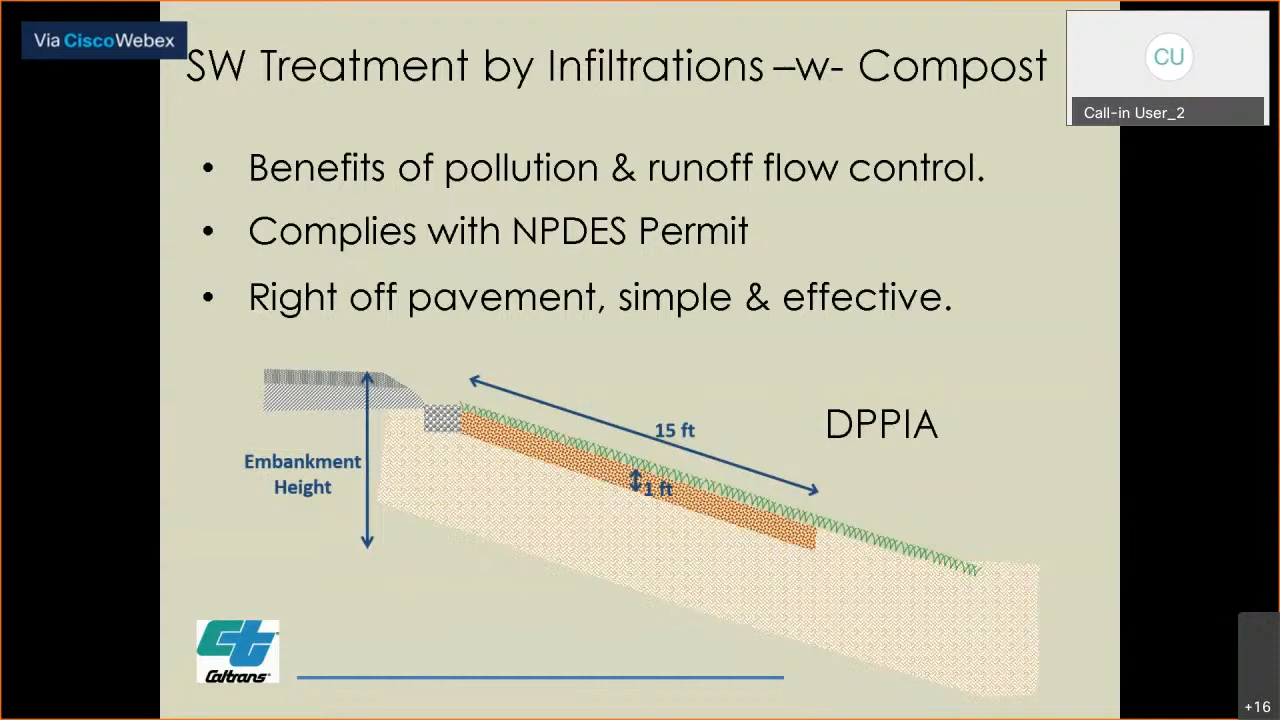 Via CiscoWebex
SW Treatment by Infiltrations –w- Compost
CU
Call-in User_2
• Benefits of pollution & runoff flow control.
• Complies with NPDES Permit
• Right off pavement, simple & effective.
15 ft
DPPIA
Embankment
Height
1 ft
Ct
Caltrans
+16